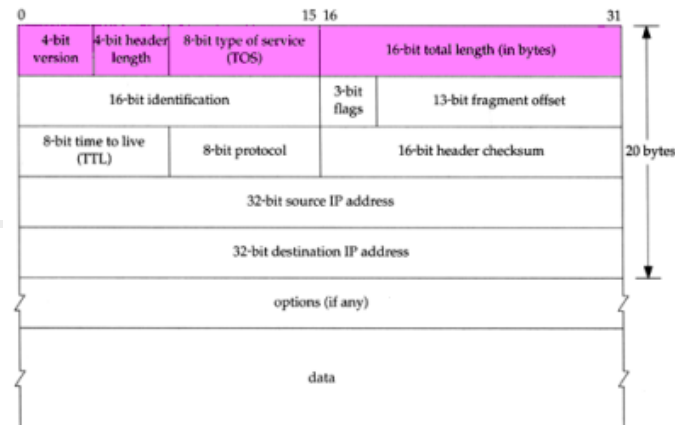 0 15 16 31
4-bit version 4-bit header length 8-bit type of service (TOS) 16-bit total length (in bytes)
16-bit identification 3-bit flags 13-bit fragment offset
8-bit time to live (TTL) 8-bit protocol 16-bit header checksum
20 bytes
32-bit source IP address
32-bit destination IP address
options (if any)
data